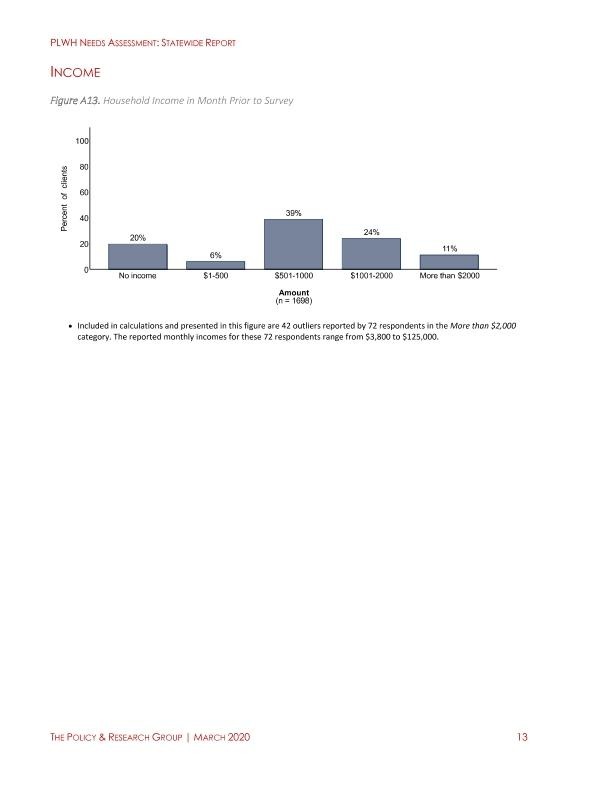 PLWH NEEDS ASSESSMENT: STATEWIDE REPORT
INCOME
Figure A13. Household Income in Month Prior to Survey
Percent of clients
100
80
60
40
20
0
20%
6%
39%
24%
11%
No income
$1-500
$501-1000
$1001-2000
More than $2000
Amount
(n = 1698)
• Included in calculations and presented in this figure are 42 outliers reported by 72 respondents in the More than $2,000
category. The reported monthly incomes for these 72 respondents range from $3,800 to $125,000.
THE POLICY & RESEARCH GROUP | MARCH 2020
13